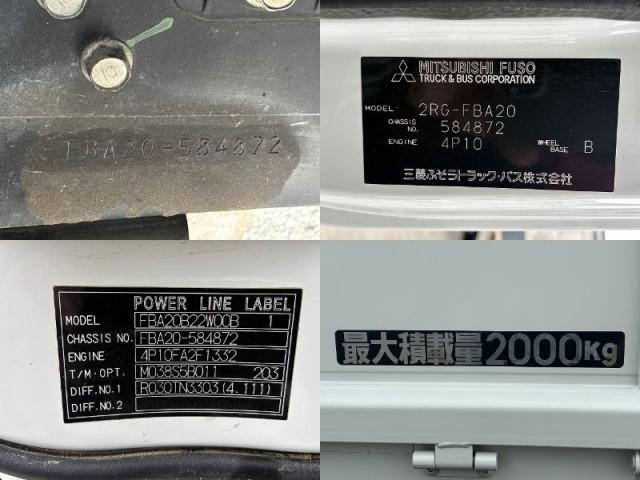 FBA20-584872
MITSUBISHI FUSO
TRUCK & BUS CORPORATION
MODEL 2RG-FBA20
CHASSIS NO. 584872
ENGINE 4P10 WHEEL BASE B
三菱ふそうトラック・バス株式会社
POWER LINE LABEL
MODEL FBA20B22W00B 1
CHASSIS NO. FBA20-584872
ENGINE 4P10FA2F1332
T/M・OPT. M038S5B011 203
DIFF.NO.1 R030TN3303(4.111)
DIFF.NO.2
最大積載量2000Kg